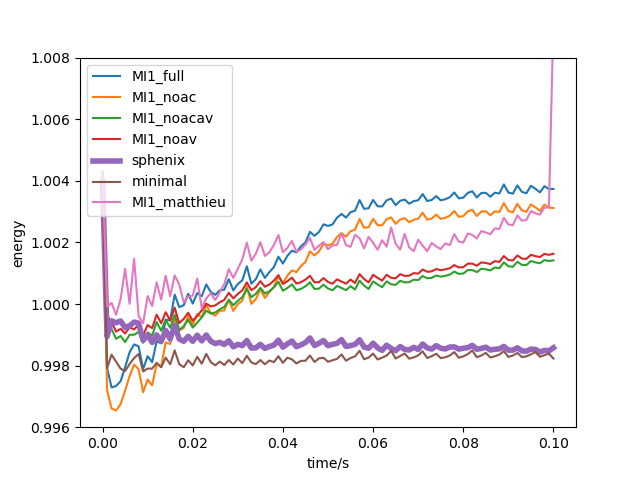 1.008
1.006
1.004
1.002
1.000
0.998
0.996
energy
MI1_full
MI1_noac
MI1_noacav
MI1_noav
sphenix
minimal
MI1_matthieu
0.00
0.02
0.04
0.06
0.08
0.10
time/s